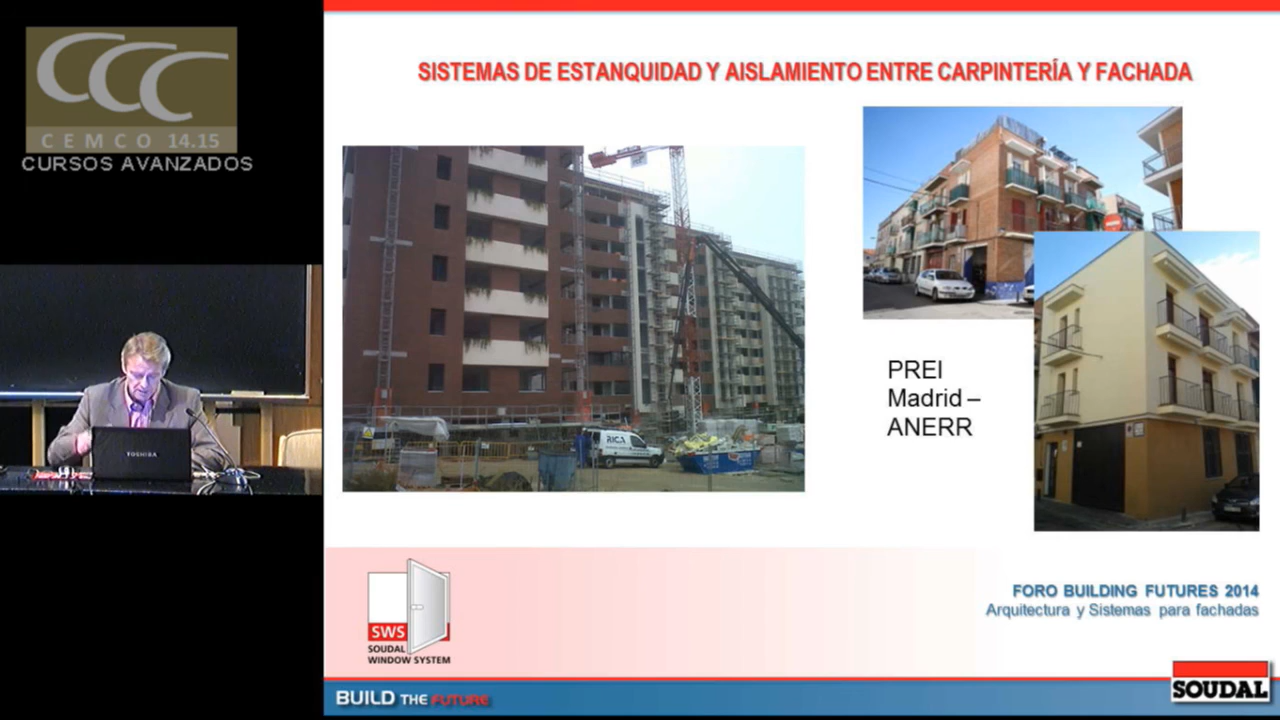 CCC
CEMCO 14.15
CURSOS AVANZADOS
SISTEMAS DE ESTANQUIDAD Y AISLAMIENTO ENTRE CARPINTERÍA Y FACHADA
RICA
PREI
Madrid –
ANERR
TOSHIBA
FORO BUILDING FUTURES 2014
Arquitectura y Sistemas para fachadas
SWS
SOUDAL
WINDOW SYSTEM
BUILD THE FUTURE
SOUDAL